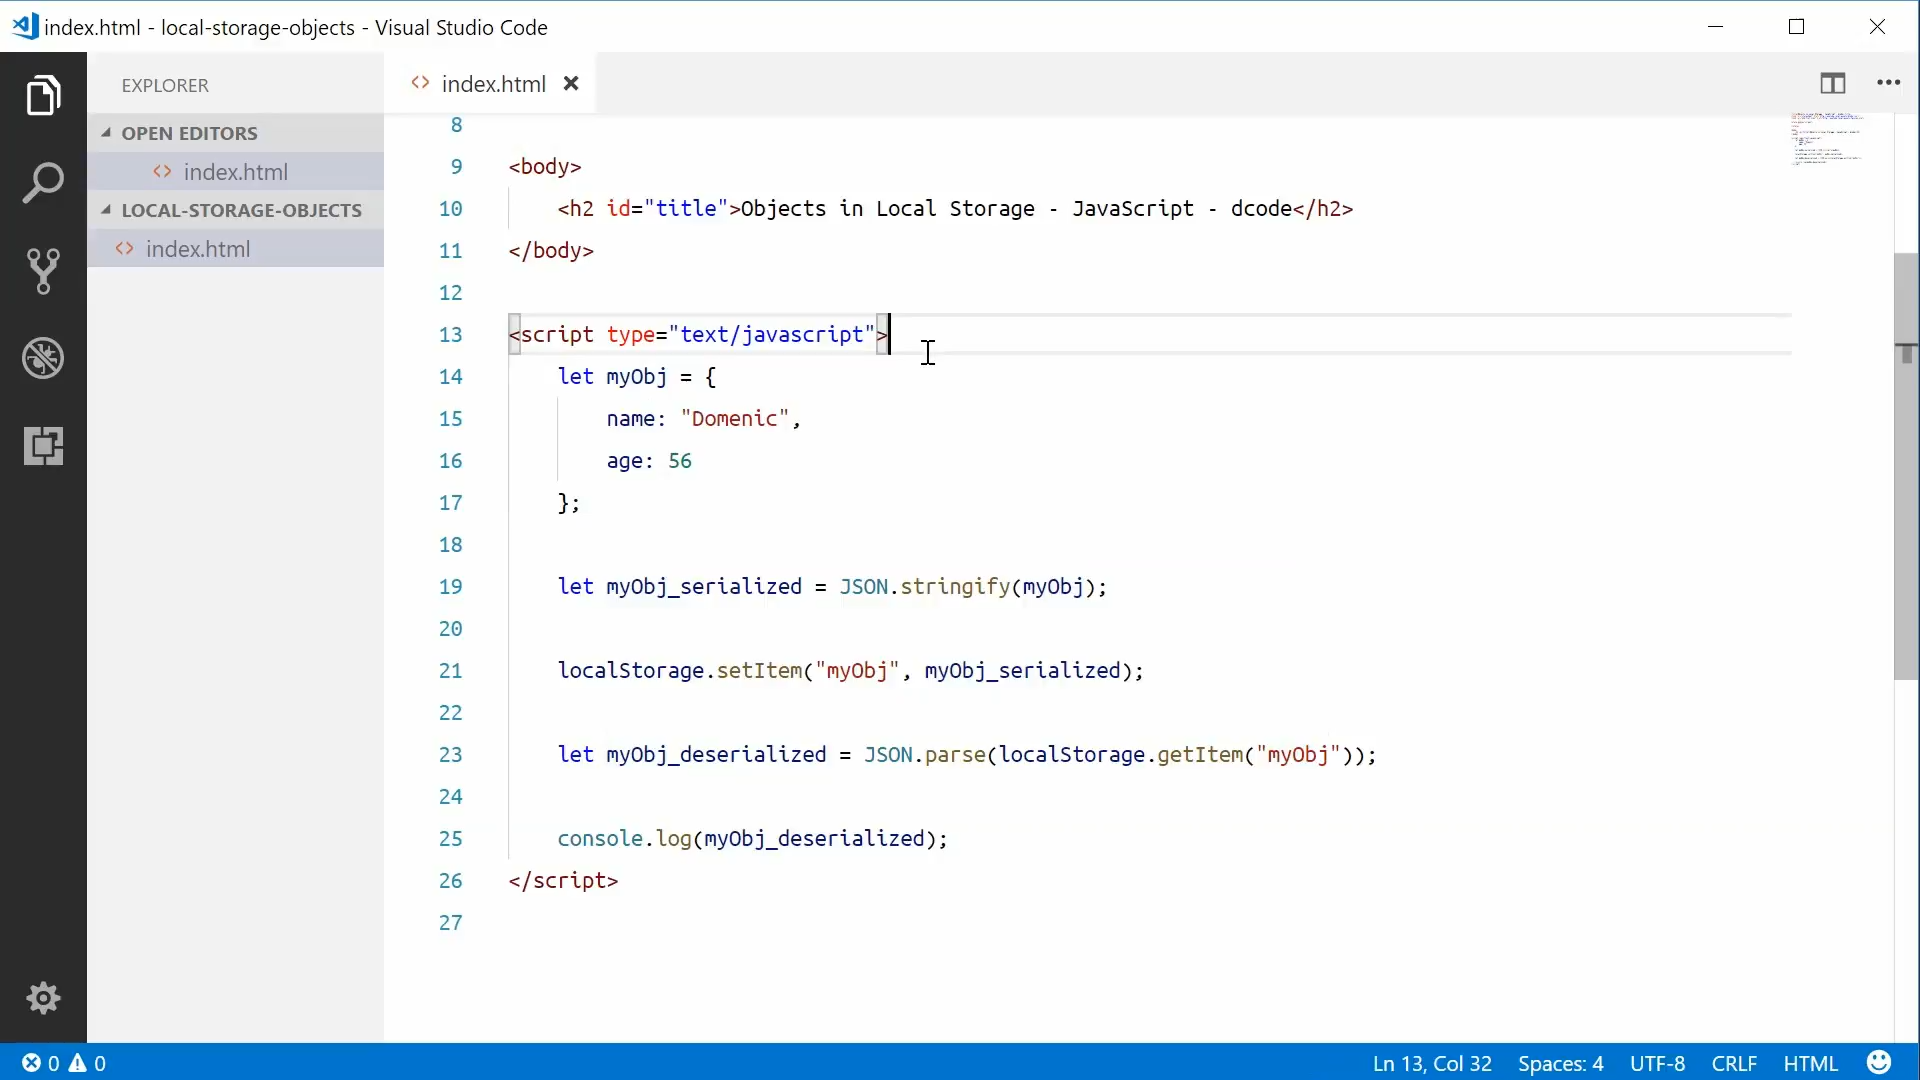 index.html - local-storage-objects - Visual Studio Code
EXPLORER
OPEN EDITORS
index.html
LOCAL-STORAGE-OBJECTS
index.html
index.html
8
9 <body>
10 <h2 id="title">Objects in Local Storage - JavaScript - dcode</h2>
11 </body>
12
13 <script type="text/javascript">
14 let myObj = {
15 name: "Domenic",
16 age: 56
17 };
18
19 let myObj_serialized = JSON.stringify(myObj);
20
21 localStorage.setItem("myObj", myObj_serialized);
22
23 let myObj_deserialized = JSON.parse(localStorage.getItem("myObj"));
24
25 console.log(myObj_deserialized);
26 </script>
27
0 0 Ln 13, Col 32 Spaces: 4 UTF-8 CRLF HTML